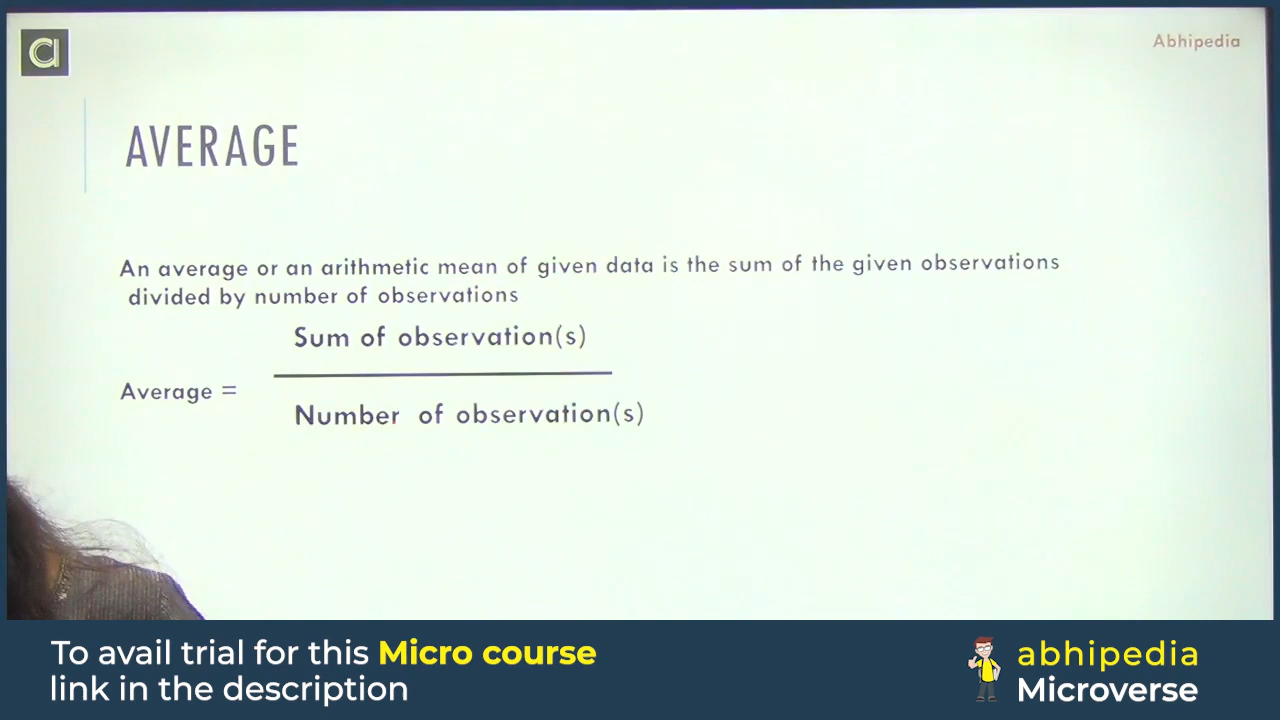 Abhipedia
AVERAGE
An average or an arithmetic mean of given data is the sum of the given observations
divided by number of observations
Sum of observation(s)
Average =
Number of observation(s)
To avail trial for this Micro course
link in the description
abhipedia
Microverse